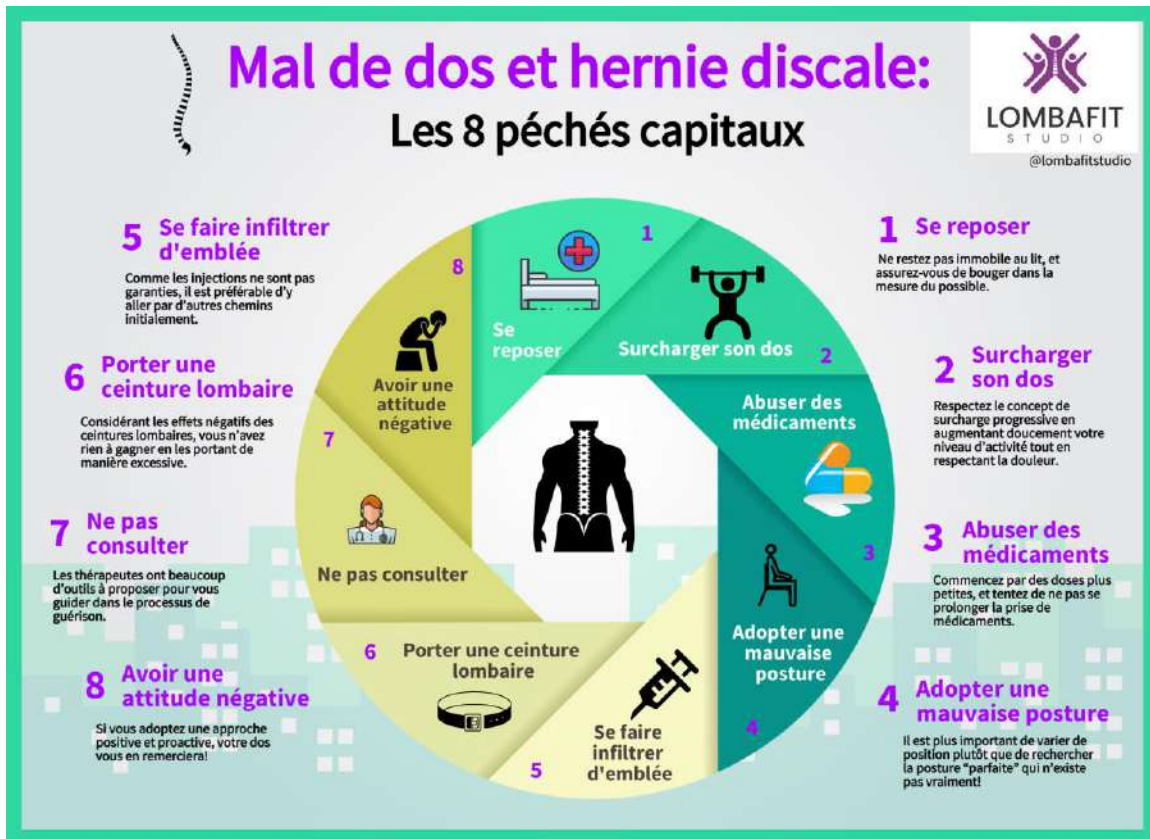 Mal de dos et hernie discale:
Les 8 péchés capitaux
LOMBAFIT
STUDIO
@lombafitstudio
1 Se reposer
Ne restez pas immobile au lit, et
assurez-vous de bouger dans la
mesure du possible.
2 Surcharger
son dos
Respectez le concept de
surcharge progressive en
augmentant doucement votre
niveau d'activité tout en
respectant la douleur.
3 Abuser des
médicaments
Commencez par des doses plus
petites, et tentez de ne pas se
prolonger la prise de
médicaments.
4 Adopter une
mauvaise posture
Il est plus important de varier de
position plutôt que de rechercher
la posture "parfaite" qui n'existe
pas vraiment!
5 Se faire infiltrer
d'emblée
Comme les injections ne sont pas
garanties, il est préférable d'y
aller par d'autres chemins
initialement.
6 Porter une
ceinture lombaire
Considérant les effets négatifs des
ceintures lombaires, vous n'avez
rien à gagner en les portant de
manière excessive.
7 Ne pas
consulter
Les thérapeutes ont beaucoup
d'outils à proposer pour vous
guider dans le processus de
guérison.
8 Avoir une
attitude négative
Si vous adoptez une approche
positive et proactive, votre dos
vous en remerciera!
1
Se
reposer
Surcharger son dos
2
Abuser des
médicaments
3
Adopter une
mauvaise
posture
4
Se faire
infiltrer
d'emblée
5
Porter une ceinture
lombaire
6
Ne pas consulter
7
Avoir une
attitude
négative
8